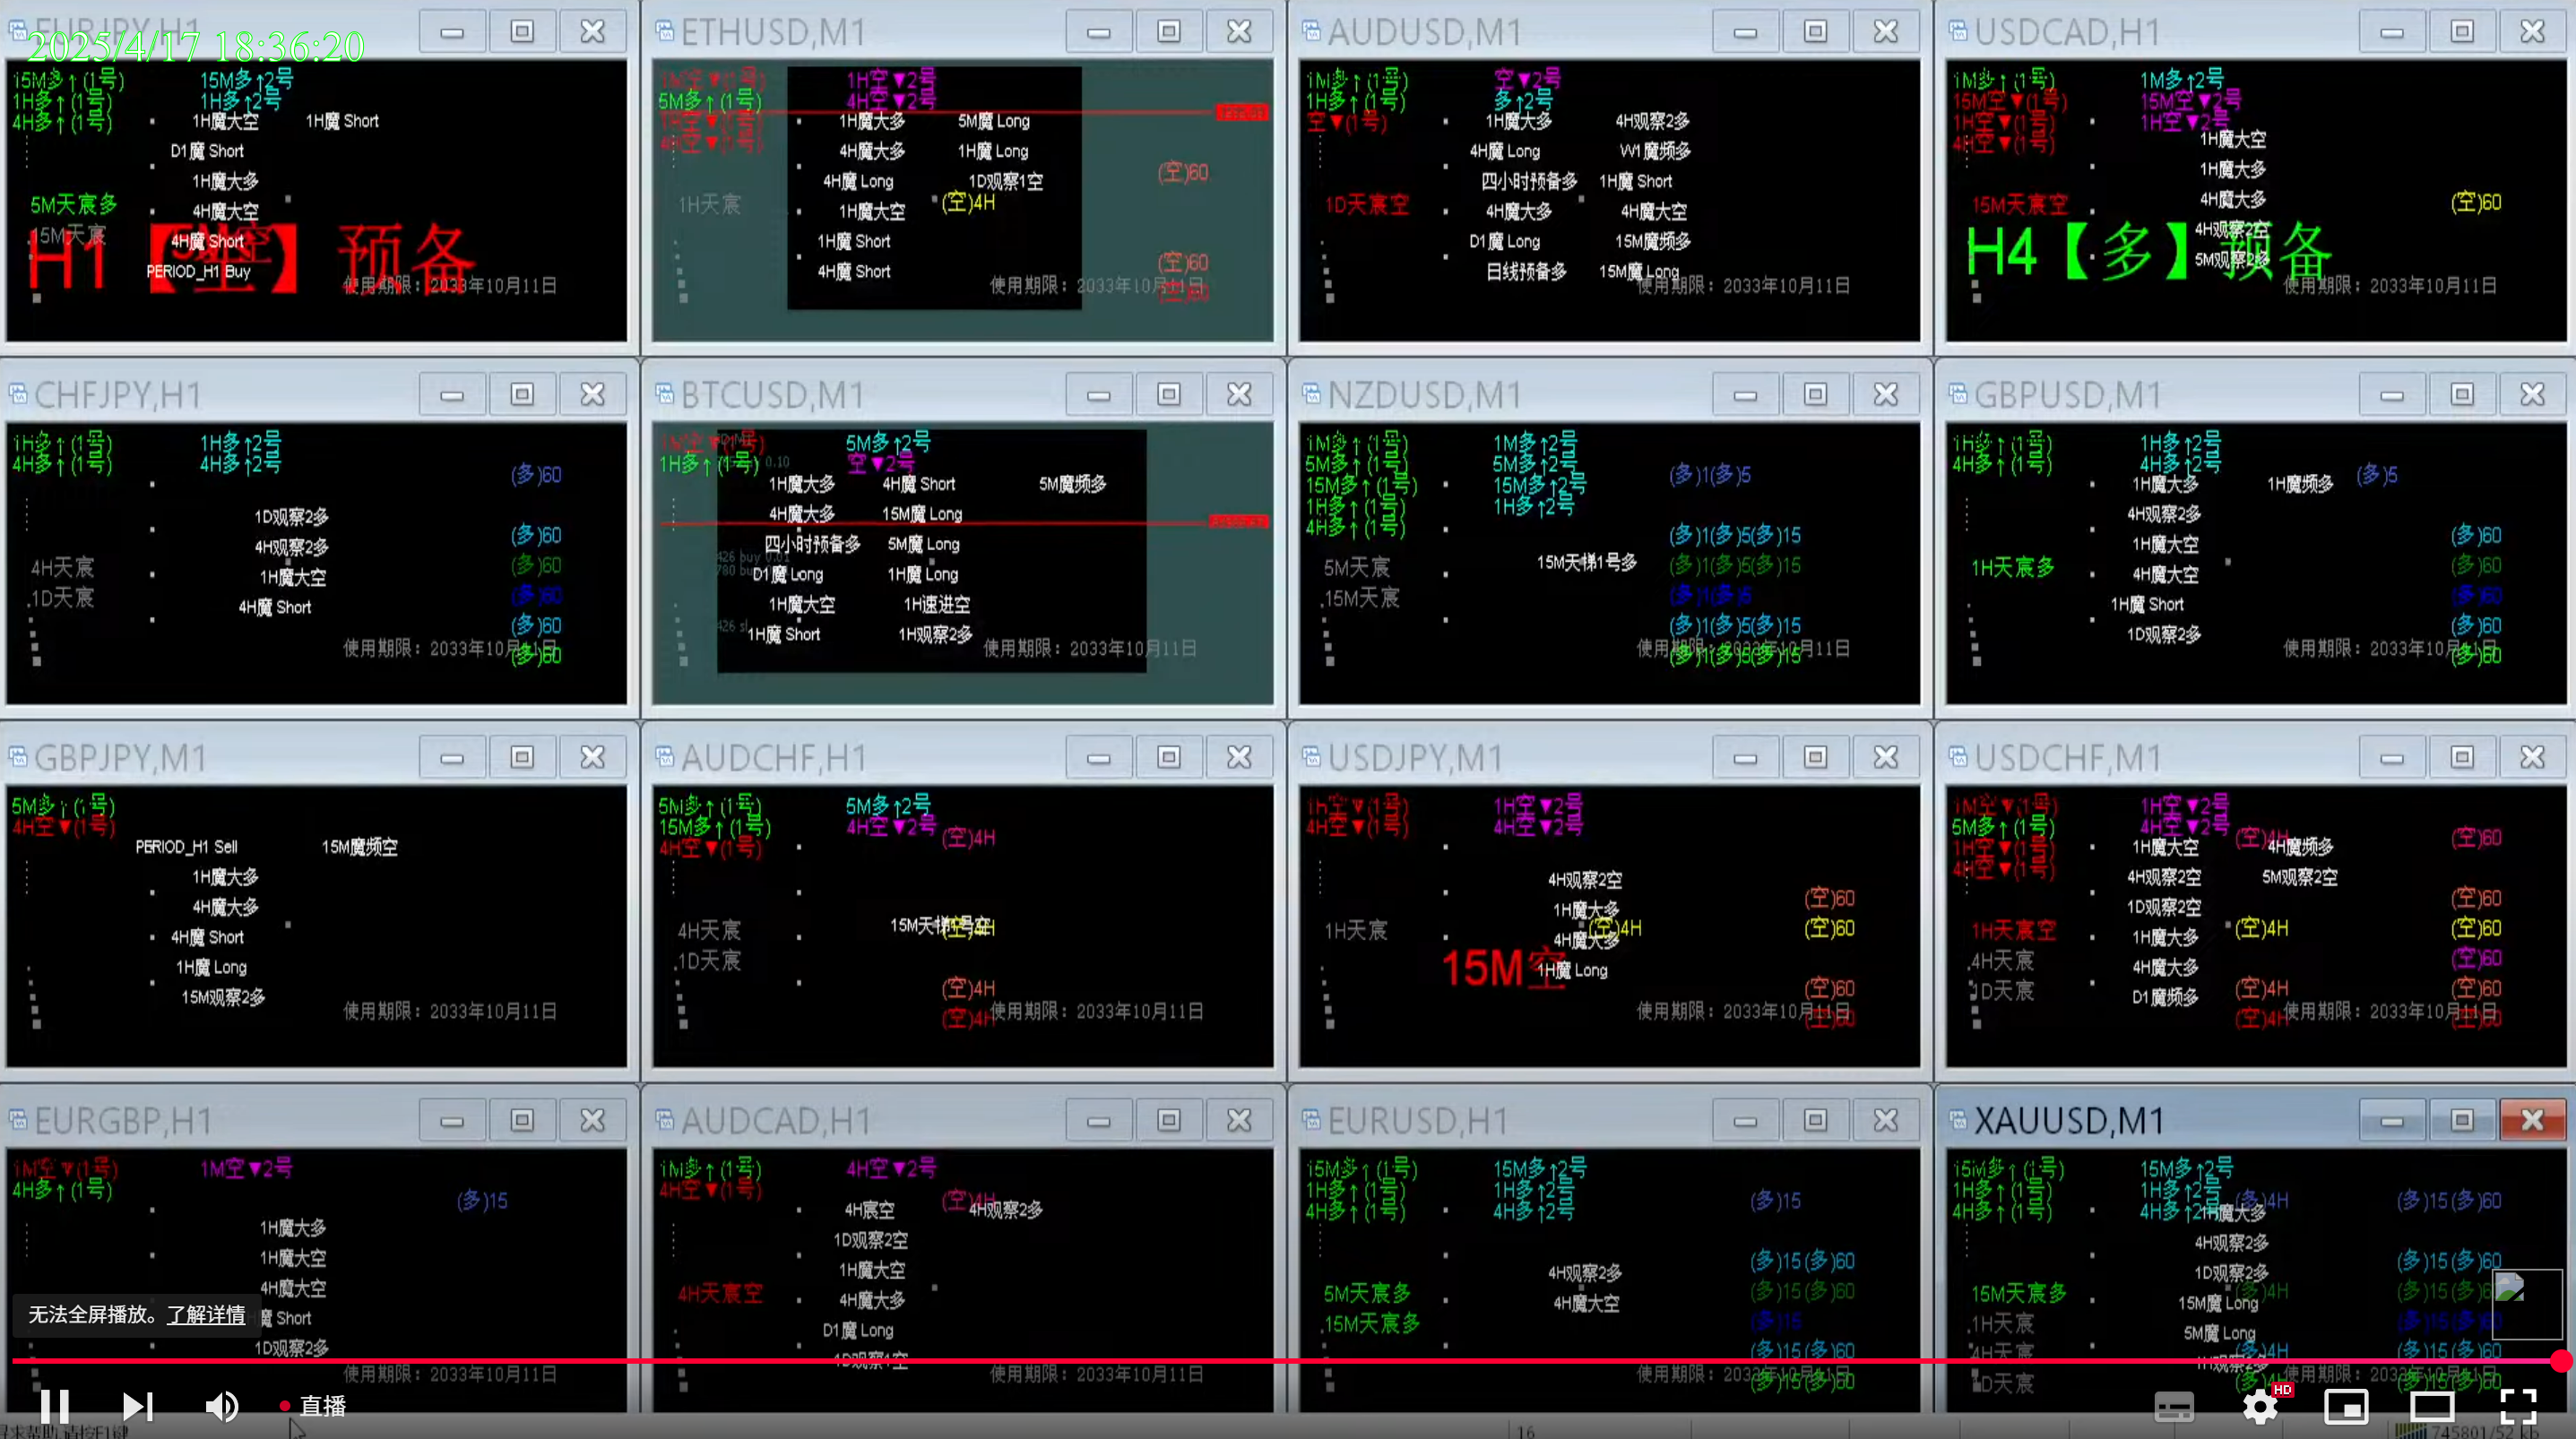 EURJPY,H1
2025/4/17 18:36:20
15M多↑(1号) 15M多↑2号
1H多↑(1号) 1H多↑2号
4H多↑(1号) 1H魔大空 1H魔 Short
D1魔 Short
1H魔大多
5M天宸多 4H魔大空
15M天宸 4H魔 Short
H1【空】预备
PERIOD_H1 Buy
使用期限：2033年10月11日
ETHUSD,M1
1M空▼(1号) 1H空▼2号
5M多↑(1号) 4H空▼2号
1H空▼(1号) 1H魔大多 5M魔 Long
4H空▼(1号) 4H魔大多 1H魔 Long
(空)60
4H魔 Long 1D观察1空
1H天宸 1H魔大空 (空)4H
1H魔 Short
4H魔 Short (空)60
使用期限：2033年10月11日
(空)60
AUDUSD,M1
1M多↑(1号) 空▼2号
1H多↑(1号) 多↑2号
空▼(1号) 1H魔大多 4H观察2多
4H魔 Long W1魔频多
四小时预备多 1H魔 Short
1D天宸空 4H魔大多 4H魔大空
D1魔 Long 15M魔频多
日线预备多 15M魔 Long
使用期限：2033年10月11日
USDCAD,H1
1M多↑(1号) 1M多↑2号
15M空▼(1号) 15M空▼2号
1H空▼(1号) 1H空▼2号
4H空▼(1号) 1H魔大空
1H魔大多
15M天宸空 4H魔大多 (空)60
4H观察2空
H4【多】预备
5M观察2多
使用期限：2033年10月11日
CHFJPY,H1
1H多↑(1号) 1H多↑2号
4H多↑(1号) 4H多↑2号
(多)60
1D观察2多
4H观察2多 (多)60
4H天宸 1H魔大空 (多)60
1D天宸 4H魔 Short (多)60
(多)60
使用期限：2033年10月11日
(多)60
BTCUSD,M1
5M多↑2号
1H多↑(1号) 空▼2号
1H魔大多 4H魔 Short 5M魔频多
4H魔大多 15M魔 Long
四小时预备多 5M魔 Long
D1魔 Long 1H魔 Long
1H魔大空 1H速进空
1H魔 Short 1H观察2多
使用期限：2033年10月11日
NZDUSD,M1
1M多↑(1号) 1M多↑2号
5M多↑(1号) 5M多↑2号 (多)1(多)5
15M多↑(1号) 15M多↑2号
1H多↑(1号) 1H多↑2号
4H多↑(1号) (多)1(多)5(多)15
5M天宸 15M天梯1号多 (多)1(多)5(多)15
15M天宸 (多)1(多)5
(多)1(多)5(多)15
使用期限：2033年10月11日
(多)1(多)5(多)15
GBPUSD,M1
1H多↑(1号) 1H多↑2号
4H多↑(1号) 4H多↑2号
1H魔大多 1H魔频多 (多)5
4H观察2多
1H魔大空 (多)60
1H天宸多 4H魔大空 (多)60
1H魔 Short (多)60
1D观察2多 (多)60
使用期限：2033年10月11日
(多)60
GBPJPY,M1
5M多↑(1号)
4H空▼(1号)
PERIOD_H1 Sell 15M魔频空
1H魔大多
4H魔大多
4H魔 Short
1H魔 Long
15M观察2多
使用期限：2033年10月11日
AUDCHF,H1
5M多↑(1号) 5M多↑2号
15M多↑(1号) 4H空▼2号
4H空▼(1号) (空)4H
4H天宸 15M天梯1号空 (空)4H
1D天宸
(空)4H
使用期限：2033年10月11日
(空)4H
USDJPY,M1
1H空▼(1号) 1H空▼2号
4H空▼(1号) 4H空▼2号
4H观察2空
1H魔大多 (空)60
1H天宸 4H魔大多 (空)4H (空)60
15M空 1H魔 Long
(空)60
使用期限：2033年10月11日
(空)60
USDCHF,M1
1M空▼(1号) 1H空▼2号
5M多↑(1号) 4H空▼2号
1H空▼(1号) 1H魔大空 (空)4H 4H魔频多 (空)60
4H空▼(1号) 4H观察2空 5M观察2空
1D观察2空 (空)60
1H天宸空 1H魔大多 (空)4H (空)60
4H天宸 4H魔大多 (空)60
1D天宸 D1魔频多 (空)4H (空)60
使用期限：2033年10月11日
(空)4H (空)60
EURGBP,H1
1M空▼(1号) 1M空▼2号
4H多↑(1号) (多)15
1H魔大多
1H魔大空
4H魔大空
魔 Short
1D观察2多
使用期限：2033年10月11日
AUDCAD,H1
1M多↑(1号) 4H空▼2号
4H空▼(1号) (空)4H
4H宸空 4H观察2多
1D观察2空
1H魔大空
4H天宸空 4H魔大多
D1魔 Long
1D观察1空
使用期限：2033年10月11日
EURUSD,H1
15M多↑(1号) 15M多↑2号
1H多↑(1号) 1H多↑2号 (多)15
4H多↑(1号) 4H多↑2号
4H观察2多 (多)15(多)60
5M天宸多 4H魔大空 (多)15(多)60
15M天宸多 (多)15
(多)15(多)60
使用期限：2033年10月11日
(多)15(多)60
XAUUSD,M1
15M多↑(1号) 15M多↑2号
1H多↑(1号) 1H多↑2号 (多)4H (多)15(多)60
4H多↑(1号) 4H多↑2号 1H魔大多
4H观察2多
1D观察2多 (多)15(多)60
15M天宸多 15M魔 Long (多)4H
1H天宸 5M魔 Long
4H天宸 (多)4H (多)15(多)60
1D天宸 使用期限：2033年10月11日
无法全屏播放。了解详情
直播
HD
16
745801/52 kb